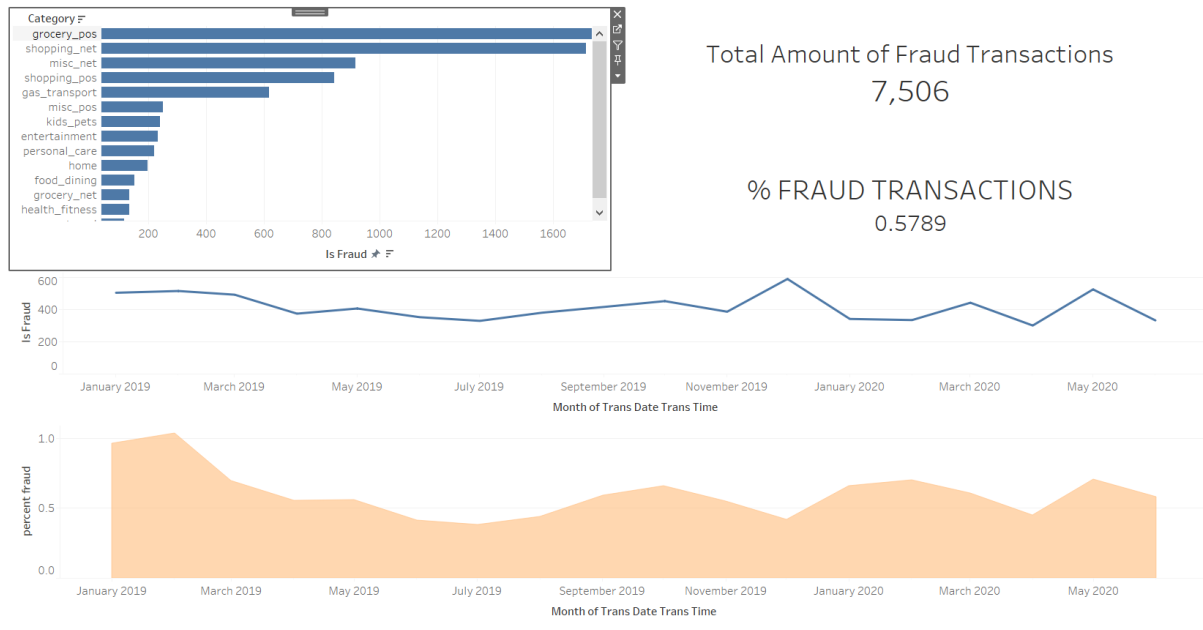 Category
grocery_pos
shopping_net
misc_net
shopping_pos
gas_transport
misc_pos
kids_pets
entertainment
personal_care
home
food_dining
grocery_net
health_fitness
200 400 600 800 1000 1200 1400 1600
Is Fraud
Total Amount of Fraud Transactions
7,506
% FRAUD TRANSACTIONS
0.5789
Is Fraud
600
400
200
0
January 2019 March 2019 May 2019 July 2019 September 2019 November 2019 January 2020 March 2020 May 2020
Month of Trans Date Trans Time
percent fraud
1.0
0.5
0.0
January 2019 March 2019 May 2019 July 2019 September 2019 November 2019 January 2020 March 2020 May 2020
Month of Trans Date Trans Time